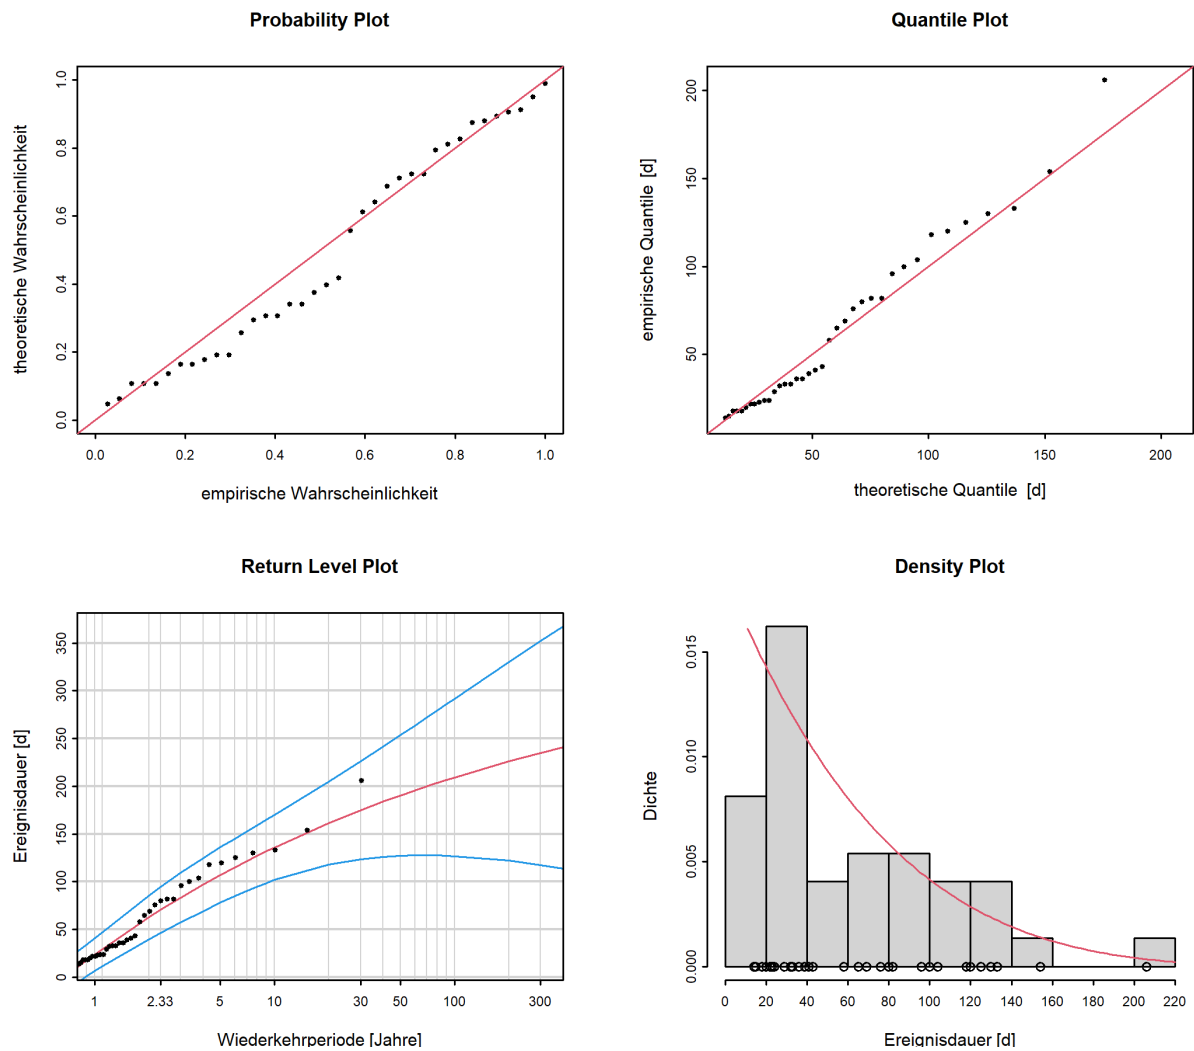 Probability Plot
theoretische Wahrscheinlichkeit
0.0 0.2 0.4 0.6 0.8 1.0
0.0 0.2 0.4 0.6 0.8 1.0
empirische Wahrscheinlichkeit
Quantile Plot
empirische Quantile [d]
50 100 150 200
50 100 150 200
theoretische Quantile [d]
Return Level Plot
Ereignisdauer [d]
0 50 100 150 200 250 300 350
1 2.33 5 10 30 50 100 300
Wiederkehrperiode [Jahre]
Density Plot
Dichte
0.000 0.005 0.010 0.015
0 20 40 60 80 100 120 140 160 180 200 220
Ereignisdauer [d]